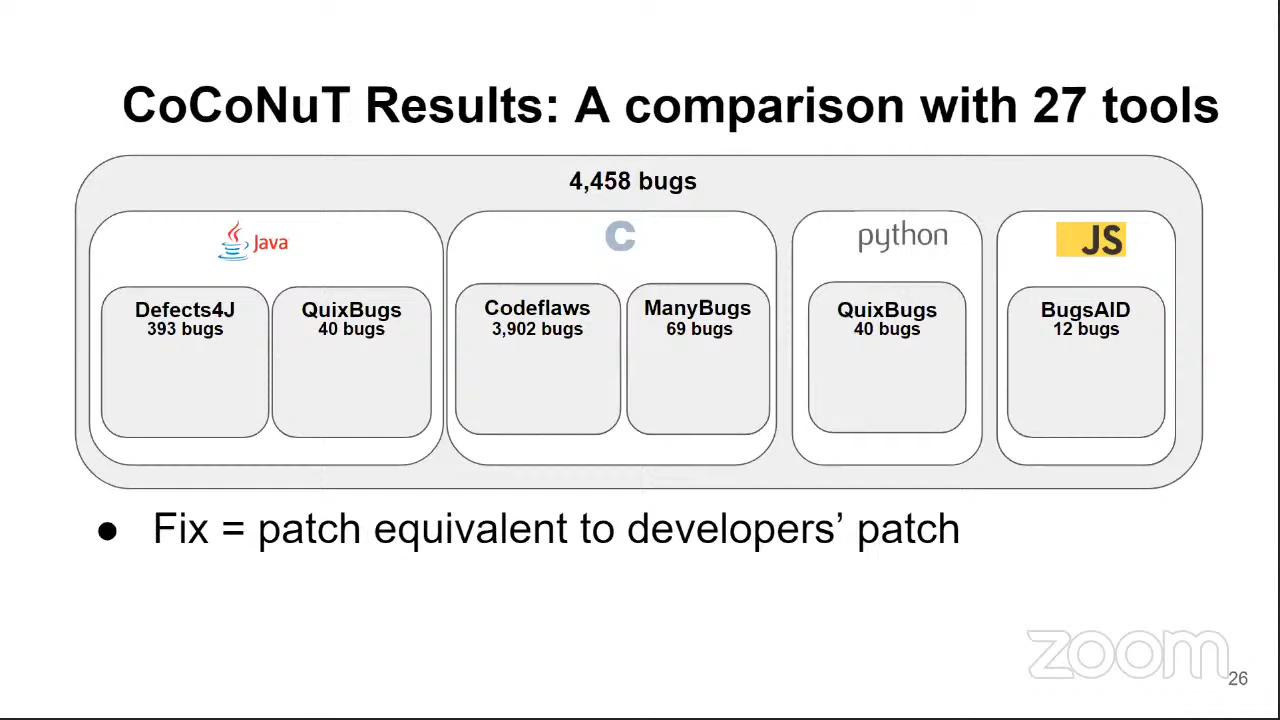 CoCoNuT Results: A comparison with 27 tools
4,458 bugs
Java
Defects4J
393 bugs
QuixBugs
40 bugs
C
Codeflaws
3,902 bugs
ManyBugs
69 bugs
python
QuixBugs
40 bugs
JS
BugsAID
12 bugs
● Fix = patch equivalent to developers’ patch
zoom
26